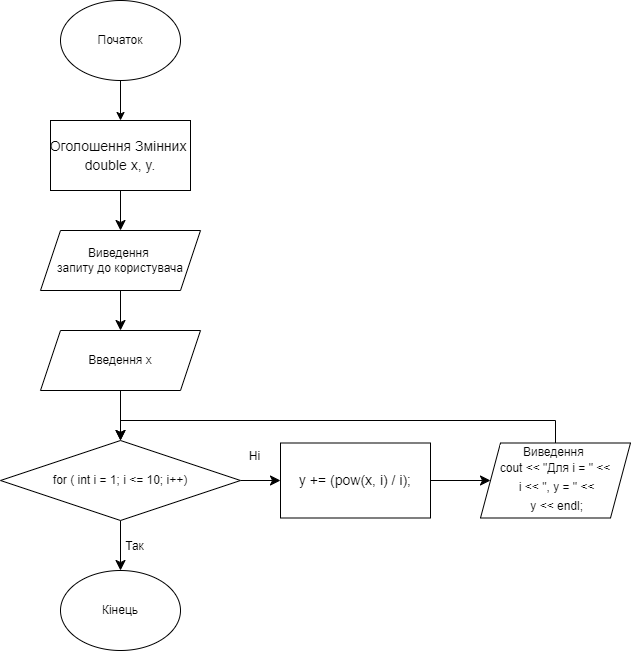 Початок
Оголошення Змінних
double x, y.
Виведення
запиту до користувача
Введення x
for ( int i = 1; i <= 10; i++)
Ні
y += (pow(x, i) / i);
Виведення
cout << "Для i = " <<
i << ", y = " <<
y << endl;
Так
Кінець